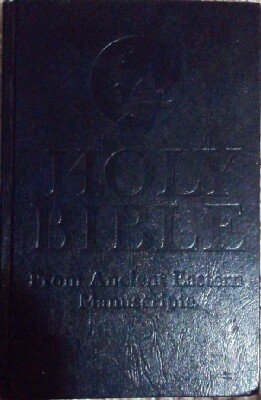 HOLY
BIBLE
From Ancient Eastern
Manuscripts